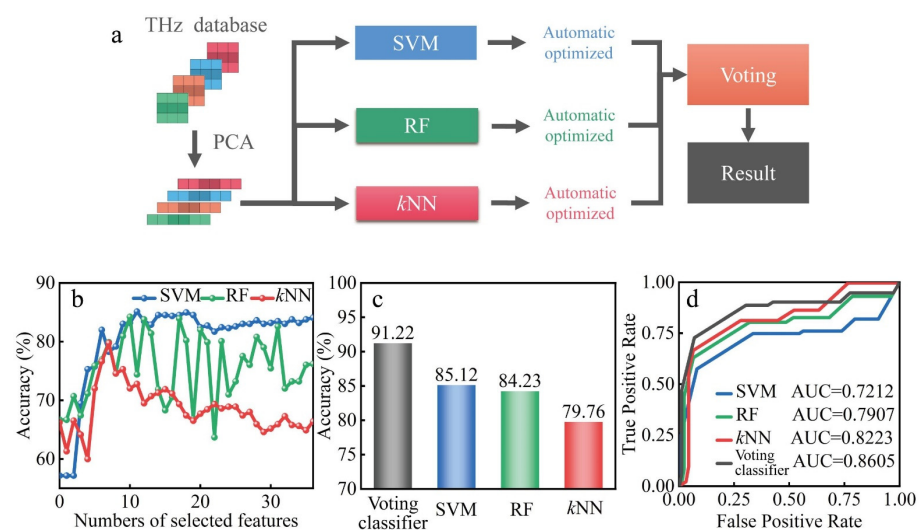 a
THz database
PCA
SVM
Automatic
optimized
RF
Automatic
optimized
kNN
Automatic
optimized
Voting
Result
b
SVM RF kNN
Accuracy (%)
90
80
70
60
0 10 20 30
Numbers of selected features
c
Accuracy (%)
100
95
90
85
80
75
70
91.22
85.12
84.23
79.76
Voting
classifier
SVM RF kNN
d
True Positive Rate
1.00
0.75
0.50
0.25
0.00
SVM AUC=0.7212
RF AUC=0.7907
kNN AUC=0.8223
Voting
classifier AUC=0.8605
0.00 0.25 0.50 0.75 1.00
False Positive Rate